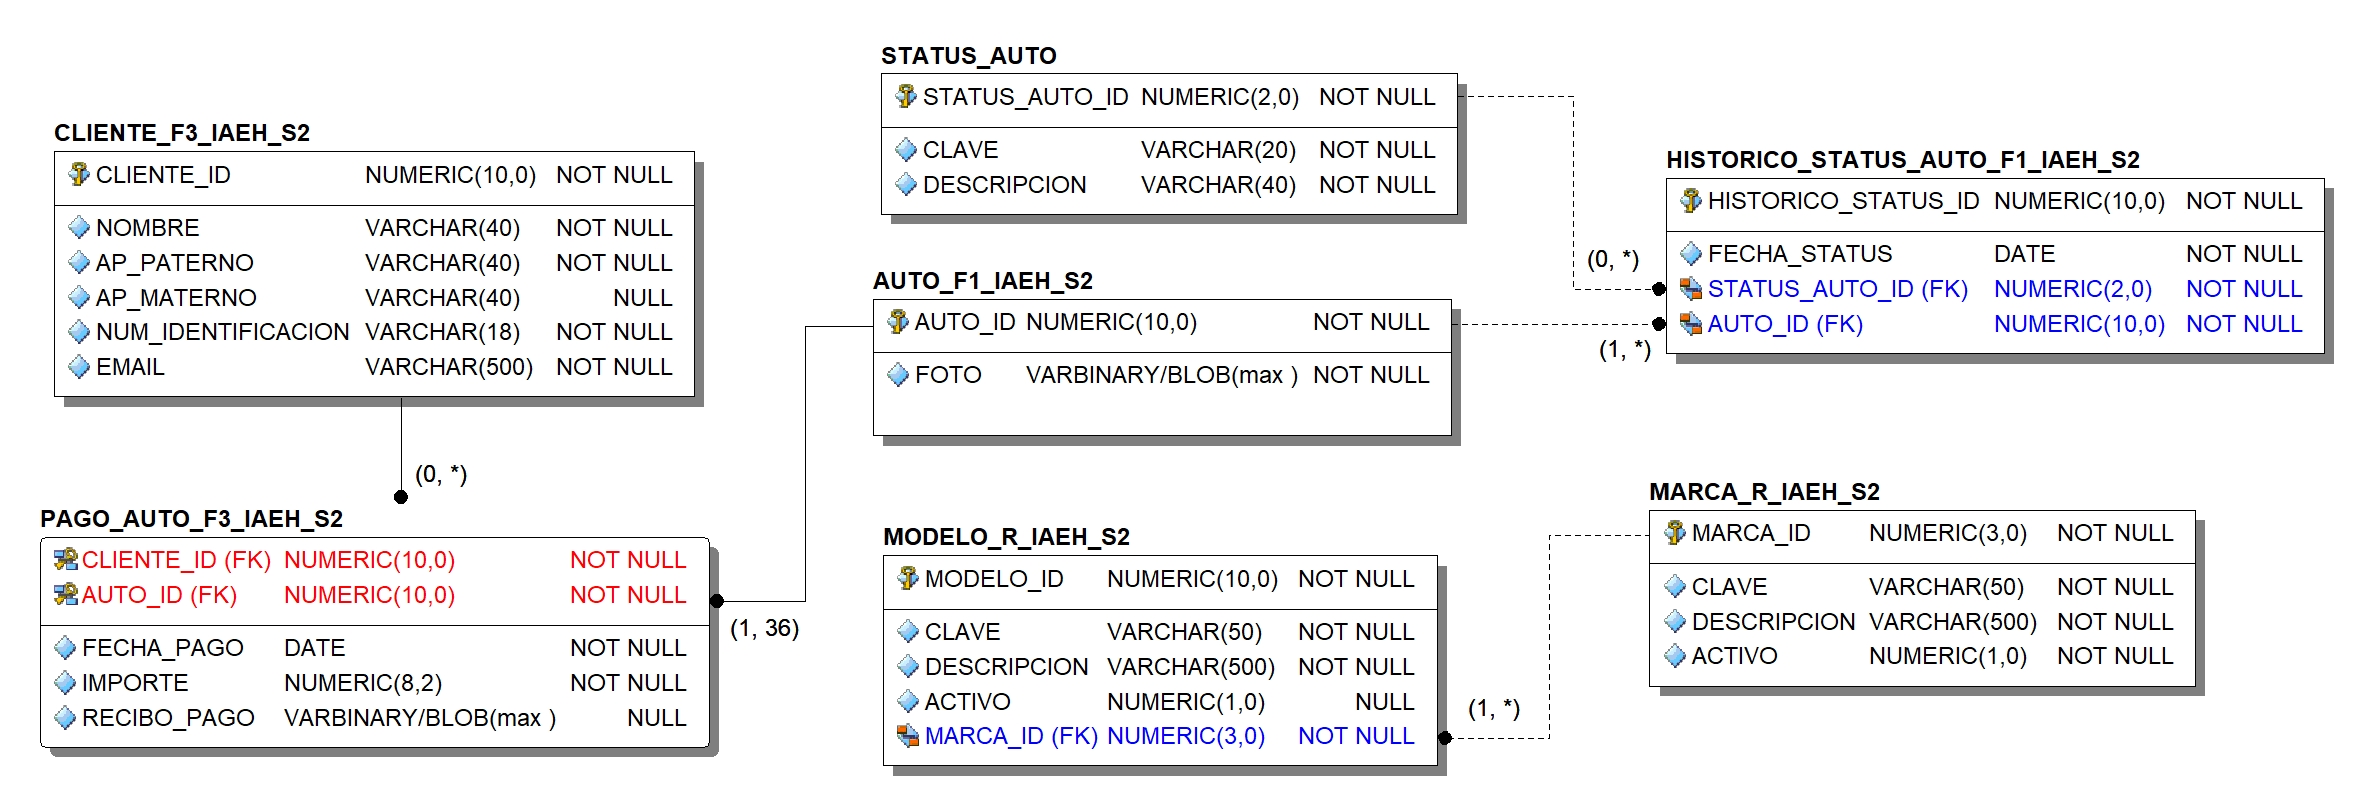 CLIENTE_F3_IAEH_S2
CLIENTE_ID NUMERIC(10,0) NOT NULL
NOMBRE VARCHAR(40) NOT NULL
AP_PATERNO VARCHAR(40) NOT NULL
AP_MATERNO VARCHAR(40) NULL
NUM_IDENTIFICACION VARCHAR(18) NOT NULL
EMAIL VARCHAR(500) NOT NULL
(0, *)
PAGO_AUTO_F3_IAEH_S2
CLIENTE_ID (FK) NUMERIC(10,0) NOT NULL
AUTO_ID (FK) NUMERIC(10,0) NOT NULL
FECHA_PAGO DATE NOT NULL
IMPORTE NUMERIC(8,2) NOT NULL
RECIBO_PAGO VARBINARY/BLOB(max ) NULL
(1, 36)
STATUS_AUTO
STATUS_AUTO_ID NUMERIC(2,0) NOT NULL
CLAVE VARCHAR(20) NOT NULL
DESCRIPCION VARCHAR(40) NOT NULL
AUTO_F1_IAEH_S2
AUTO_ID NUMERIC(10,0) NOT NULL
FOTO VARBINARY/BLOB(max ) NOT NULL
MODELO_R_IAEH_S2
MODELO_ID NUMERIC(10,0) NOT NULL
CLAVE VARCHAR(50) NOT NULL
DESCRIPCION VARCHAR(500) NOT NULL
ACTIVO NUMERIC(1,0) NULL
MARCA_ID (FK) NUMERIC(3,0) NOT NULL
(1, *)
HISTORICO_STATUS_AUTO_F1_IAEH_S2
HISTORICO_STATUS_ID NUMERIC(10,0) NOT NULL
FECHA_STATUS DATE NOT NULL
STATUS_AUTO_ID (FK) NUMERIC(2,0) NOT NULL
AUTO_ID (FK) NUMERIC(10,0) NOT NULL
(0, *)
(1, *)
MARCA_R_IAEH_S2
MARCA_ID NUMERIC(3,0) NOT NULL
CLAVE VARCHAR(50) NOT NULL
DESCRIPCION VARCHAR(500) NOT NULL
ACTIVO NUMERIC(1,0) NOT NULL